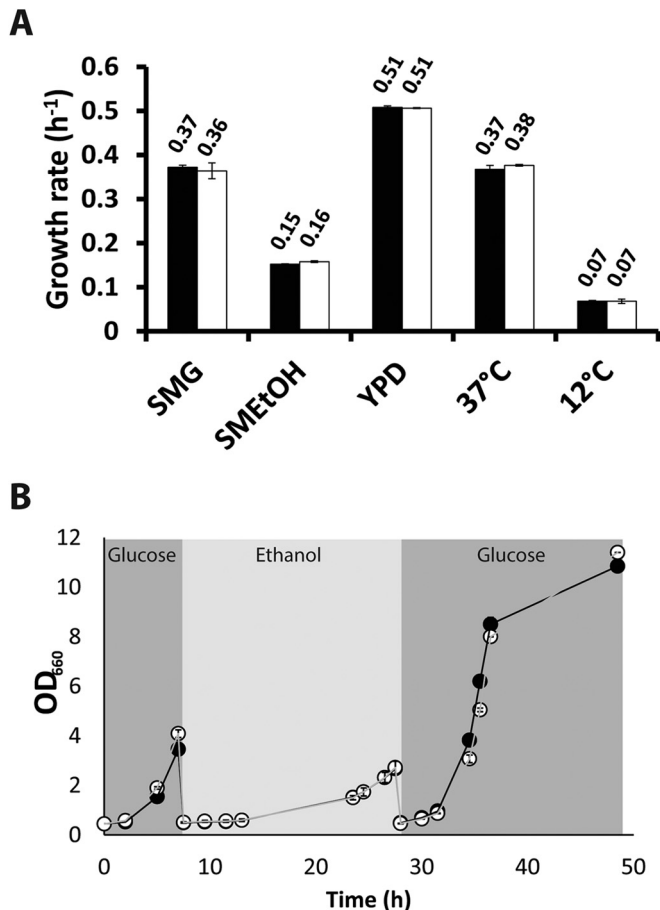 A
Growth rate (h⁻¹)
0.6
0.5
0.4
0.3
0.2
0.1
0
0.37 0.36 0.15 0.16 0.51 0.51 0.37 0.38 0.07 0.07
SMG SMEtOH YPD 37°C 12°C
B
Glucose Ethanol Glucose
OD660
12
10
8
6
4
2
0
0 10 20 30 40 50
Time (h)